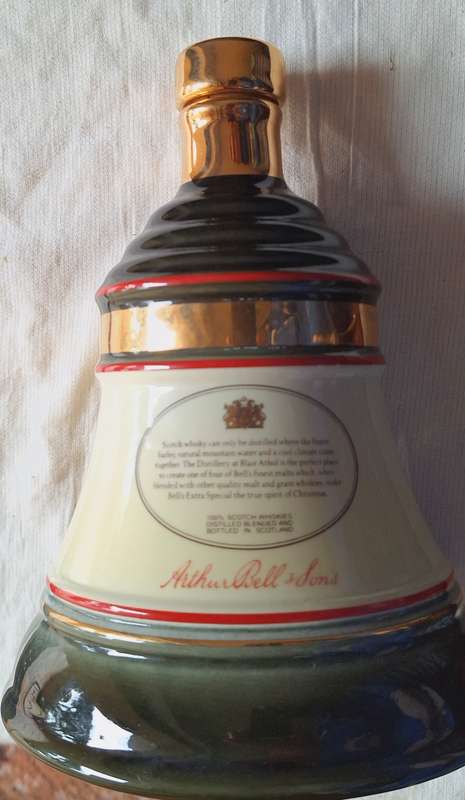 Scotch whisky can only be distilled where the finest
barley, natural mountain water and a cool climate come
together. The Distillery at Blair Athol is the perfect place
to create one of four of Bell's finest malts which, when
blended with other quality malt and grain whiskies, make
Bell's Extra Special the true spirit of Christmas.
100% SCOTCH WHISKIES
DISTILLED BLENDED AND
BOTTLED IN SCOTLAND
Arthur Bell & Sons